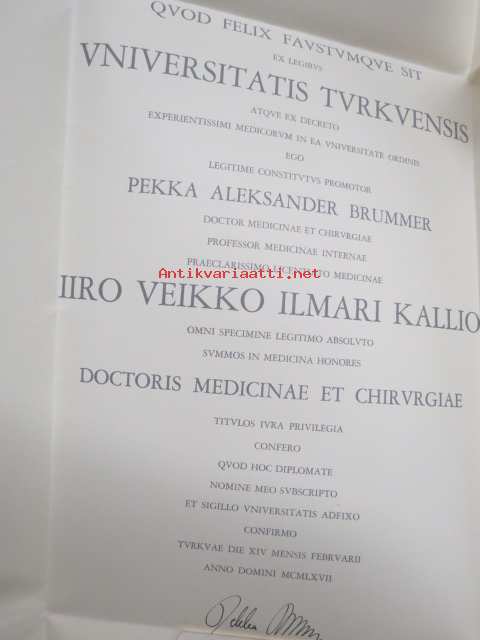 QVOD FELIX FAVSTVMQVE SIT
EX LEGIBVS
VNIVERSITATIS TVRKVENSIS
ATQVE EX DECRETO
EXPERIENTISSIMI MEDICORVM IN EA VNIVERSITATE ORDINIS
EGO
LEGITIME CONSTITVTVS PROMOTOR
PEKKA ALEKSANDER BRUMMER
DOCTOR MEDICINAE ET CHIRVRGIAE
PROFESSOR MEDICINAE INTERNAE
PRAECLARISSIMO LICENTIATO MEDICINAE
Antikvariaatti.net
IIRO VEIKKO ILMARI KALLIO
OMNI SPECIMINE LEGITIMO ABSOLVTO
SVMMOS IN MEDICINA HONORES
DOCTORIS MEDICINAE ET CHIRVRGIAE
TITVLOS IVRA PRIVILEGIA
CONFERO
QVOD HOC DIPLOMATE
NOMINE MEO SVBSCRIPTO
ET SIGILLO VNIVERSITATIS ADFIXO
CONFIRMO
TVRKVAE DIE XIV MENSIS FEBRVARII
ANNO DOMINI MCMLXVII